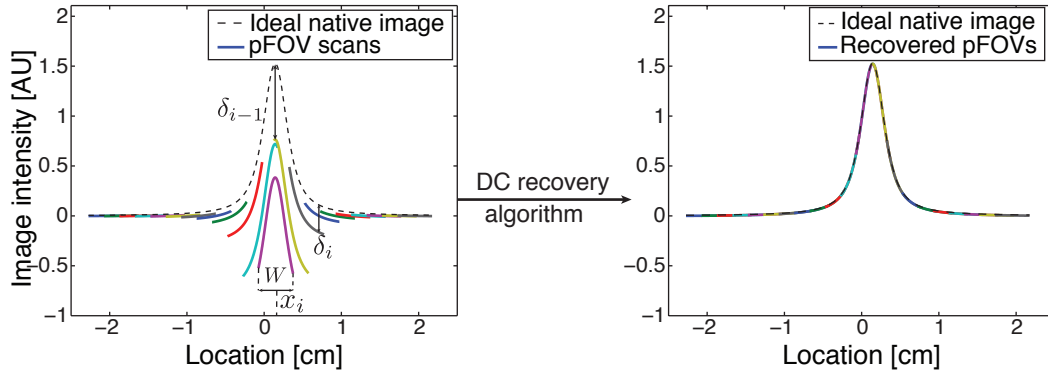 Ideal native image
pFOV scans
Image intensity [AU]
2
1.5
1
0.5
0
−0.5
−1
δi−1
δi
W
xi
−2
−1
0
1
2
Location [cm]
DC recovery
algorithm
Ideal native image
Recovered pFOVs
2
1.5
1
0.5
0
−0.5
−1
−2
−1
0
1
2
Location [cm]